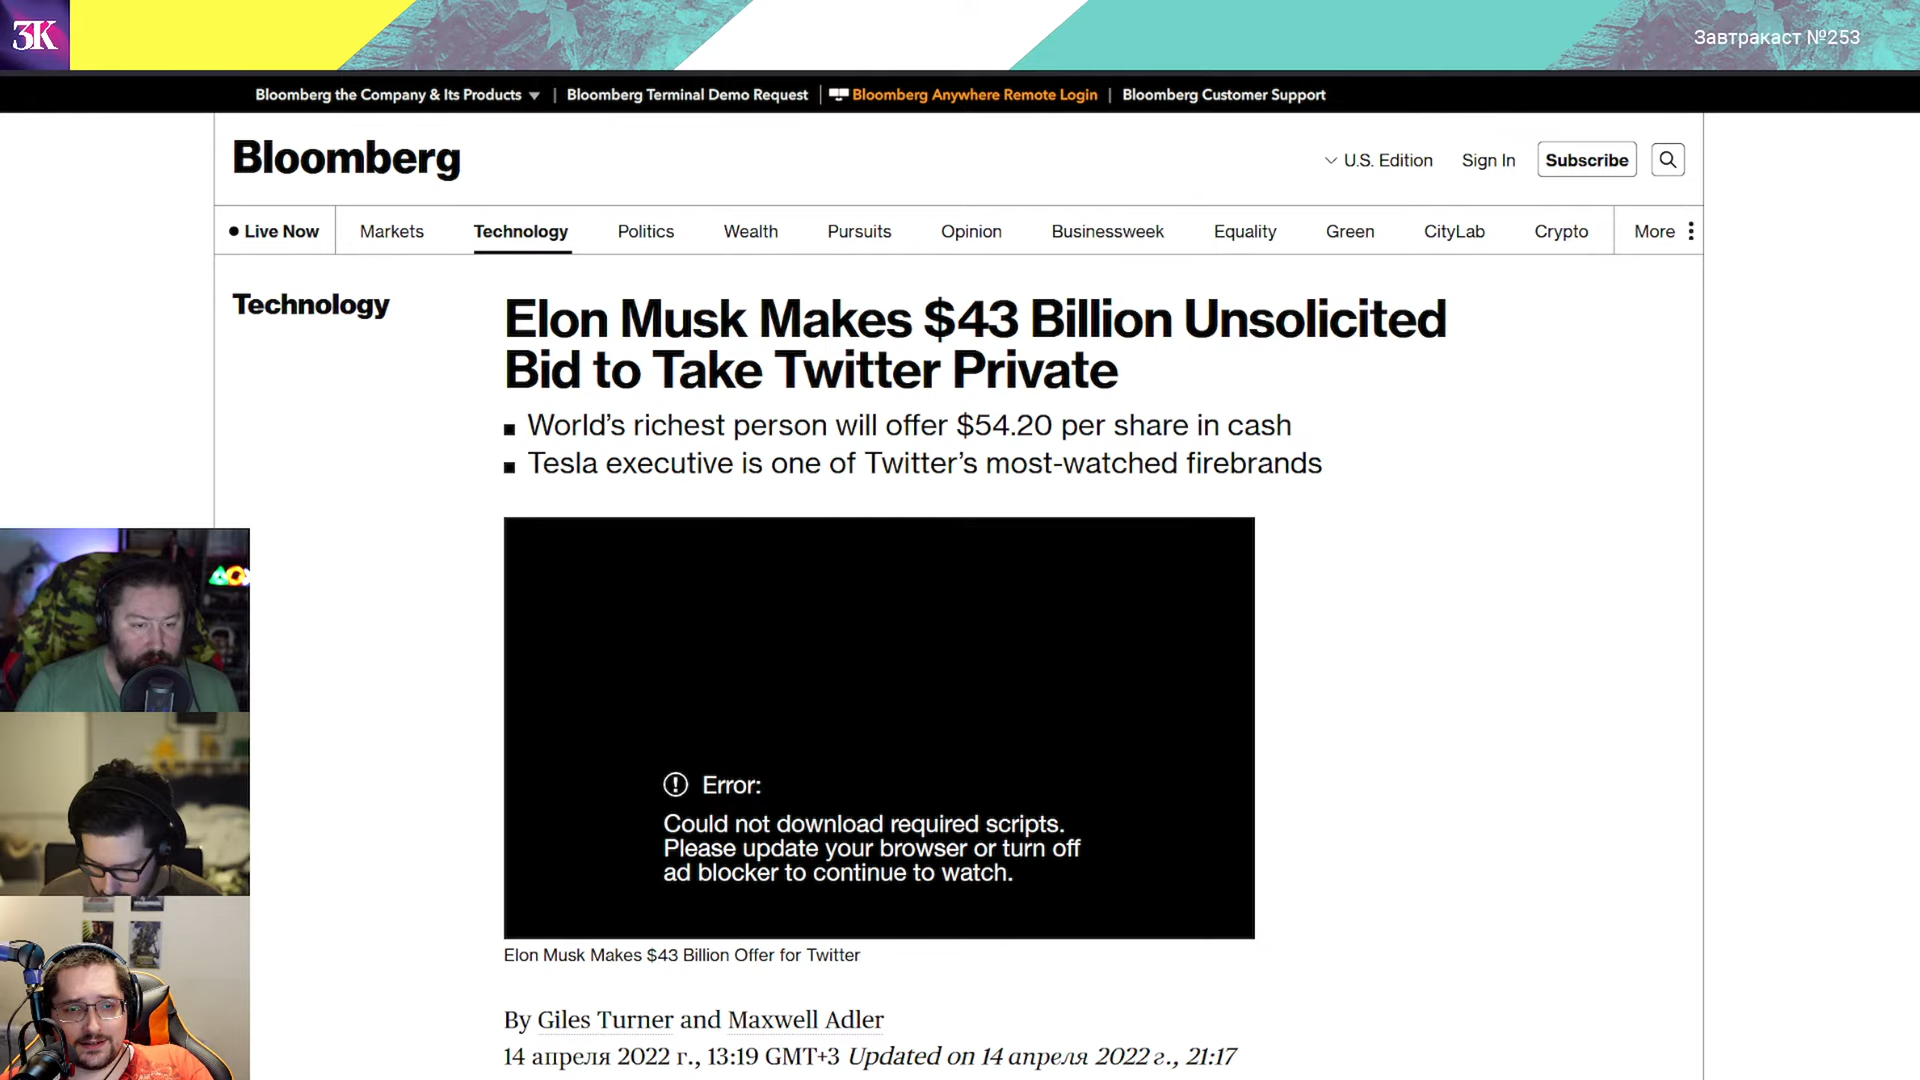 3K
Завтракаст №253
Bloomberg the Company & Its Products
Bloomberg Terminal Demo Request
Bloomberg Anywhere Remote Login
Bloomberg Customer Support
Bloomberg
U.S. Edition
Sign In
Subscribe
Live Now
Markets
Technology
Politics
Wealth
Pursuits
Opinion
Businessweek
Equality
Green
CityLab
Crypto
More
Technology
Elon Musk Makes $43 Billion Unsolicited
Bid to Take Twitter Private
World’s richest person will offer $54.20 per share in cash
Tesla executive is one of Twitter’s most-watched firebrands
Error:
Could not download required scripts.
Please update your browser or turn off
ad blocker to continue to watch.
Elon Musk Makes $43 Billion Offer for Twitter
By Giles Turner and Maxwell Adler
14 апреля 2022 г., 13:19 GMT+3 Updated on 14 апреля 2022 г., 21:17